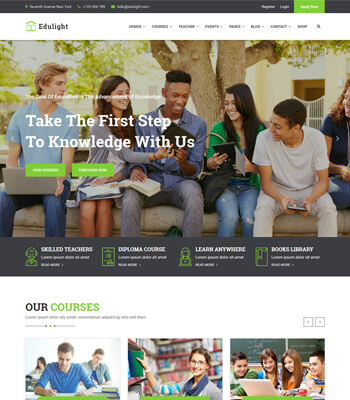 Seventh Avenue New York +123 456 789 hello@edulight.com Register Login Apply Now
Edulight DEMOS COURSES TEACHER EVENTS PAGES BLOG CONTACT SHOP
The Goal Of Education Is The Advancement of Knowledge
Take The First Step
To Knowledge With Us
VIEW COURSES PURCHASE NOW
SKILLED TEACHERS DIPLOMA COURSE LEARN ANYWHERE BOOKS LIBRARY
Lorem ipsum dolor sit amet Lorem ipsum dolor sit amet Lorem ipsum dolor sit amet Lorem ipsum dolor sit amet
READ MORE READ MORE READ MORE READ MORE
OUR COURSES
Lorem ipsum dolor sity amet consectetuer adipiscing elitery sed diem